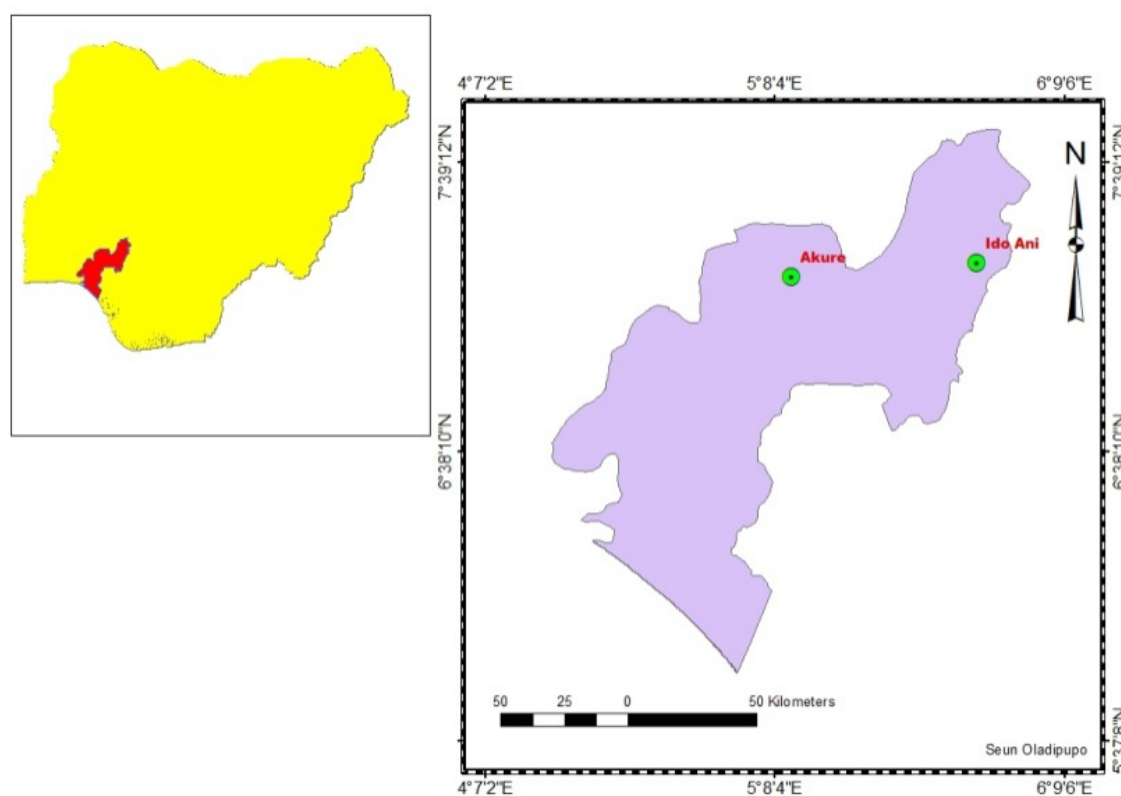 4°7'2"E 5°8'4"E 6°9'6"E
7°39'12"N 7°39'12"N
N
Ido Ani
Akure
6°38'10"N 6°38'10"N
50 25 0 50 Kilometers
5°37'8"N
Seun Oladipupo
4°7'2"E 5°8'4"E 6°9'6"E